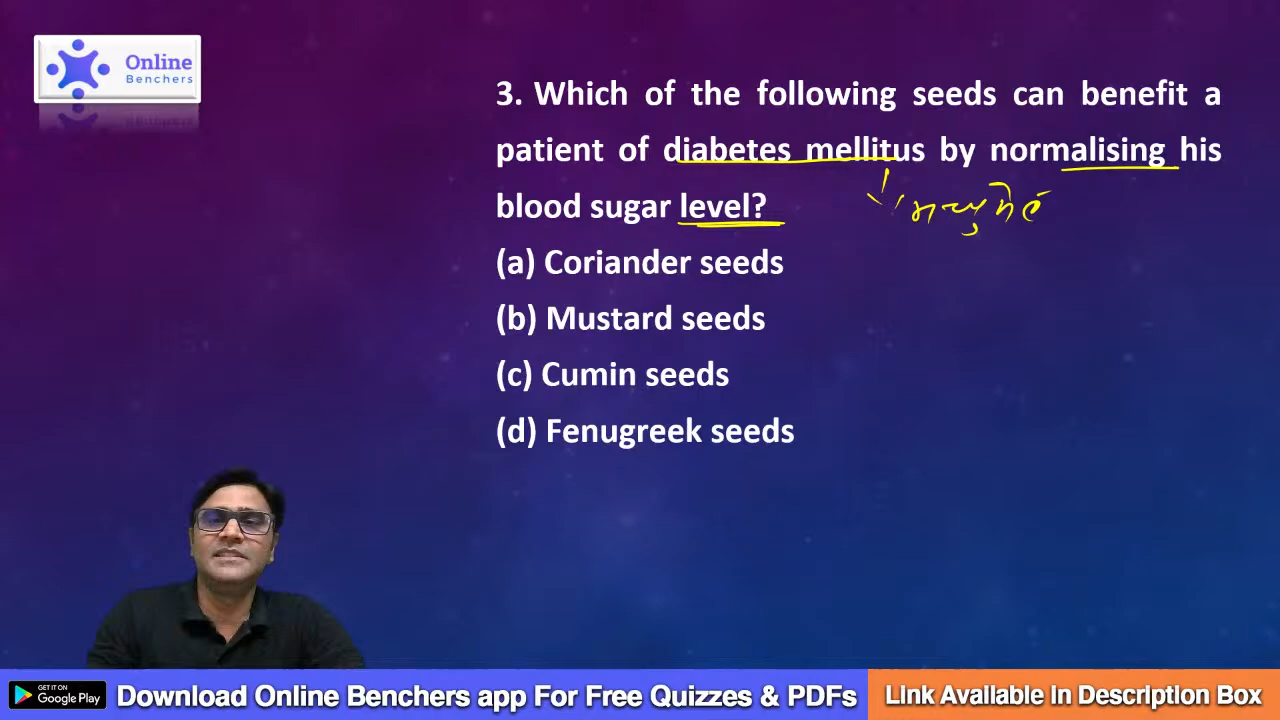 Online
Benchers
3. Which of the following seeds can benefit a
patient of diabetes mellitus by normalising his
blood sugar level?
(a) Coriander seeds
(b) Mustard seeds
(c) Cumin seeds
(d) Fenugreek seeds
GET IT ON
Google Play
Download Online Benchers app For Free Quizzes & PDFs
Link Available in Description Box